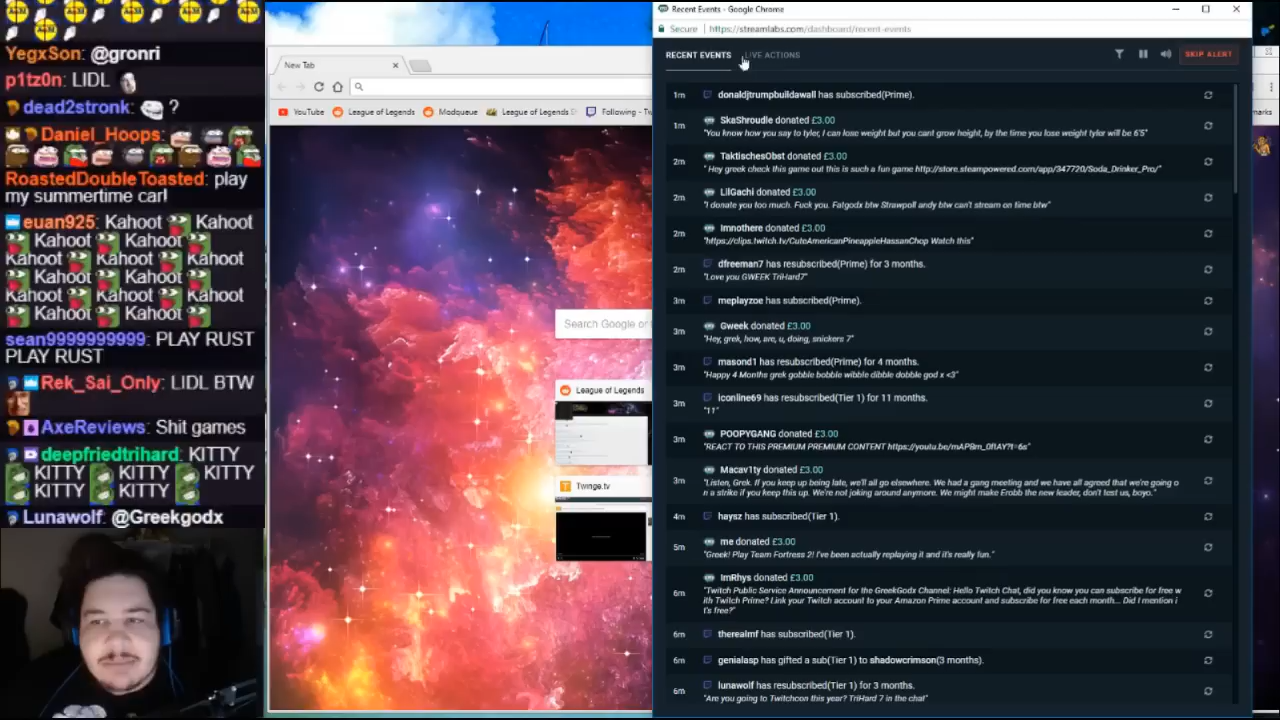 YegxSon: @gronri
p1tz0n: LIDL
dead2stronk: ?
Daniel_Hoops:
RoastedDoubleToasted: play
my summertime carl
euan925: Kahoot Kahoot
Kahoot Kahoot
Kahoot Kahoot
Kahoot Kahoot
Kahoot Kahoot
Kahoot Kahoot
sean9999999999: PLAY RUST
PLAY RUST
Rek_Sai_Only: LIDL BTW
AxeReviews: Shit games
deepfriedtrihard: KITTY
KITTY KITTY
KITTY KITTY
Lunawolf: @Greekgodx
New Tab
YouTube League of Legends Madqueue League of Legends D Following - Tw
Search Google or
League of Legends
Twinge.tv
Recent Events - Google Chrome
Secure https://streamlabs.com/dashboard/recent-events
RECENT EVENTS LIVE ACTIONS SKIP ALERT
1m donaldjtrumpbuildawall has subscribed(Prime).
1m SkaShroudle donated £3.00
"You know how you say to tyler, I can lose weight but you cant grow height, by the time you lose weight tyler will be 6'5"
2m TaktischesObst donated £3.00
" Hey greek check this game out this is such a fun game http://store.steampowered.com/app/347720/Soda_Drinker_Pro/"
2m LilGachi donated £3.00
"I donate you too much. Fuck you. Fatgodx btw Strawpoll andy btw can't stream on time btw"
2m Imnothere donated £3.00
"https://clips.twitch.tv/CuteAmericanPineappleHassanChop Watch this"
2m dfreeman7 has resubscribed(Prime) for 3 months.
"Love you GWEEK TriHard7"
3m meplayzoe has subscribed(Prime).
3m Gweek donated £3.00
"Hey, grek, how, are, u, doing, snickers 7"
3m masond1 has resubscribed(Prime) for 4 months.
"Happy 4 Months grek gobble bobble wibble dibble dobble god x <3"
3m iconline69 has resubscribed(Tier 1) for 11 months.
"11"
3m POOPYGANG donated £3.00
"REACT TO THIS PREMIUM PREMIUM CONTENT
3m Macav1ty donated £3.00
"Listen, Grek. If you keep up being late, we'll all go elsewhere. We had a gang meeting and we have all agreed that we're going o
n a strike if you keep this up. We're not joking around anymore. We might make Erobb the new leader, don't test us, boyo."
4m haysz has subscribed(Tier 1).
5m me donated £3.00
"Greek! Play Team Fortress 2! I've been actually replaying it and it's really fun."
6m ImRhys donated £3.00
"Twitch Public Service Announcement for the GreekGodx Channel: Hello Twitch Chat, did you know you can subscribe for free w
ith Twitch Prime? Link your Twitch account to your Amazon Prime account and subscribe for free each month... Did I mention i
t's free?"
6m therealmf has subscribed(Tier 1).
6m genialasp has gifted a sub(Tier 1) to shadowcrimson(3 months).
6m lunawolf has resubscribed(Tier 1) for 3 months.
"Are you going to Twitchcon this year? TriHard 7 in the chat"